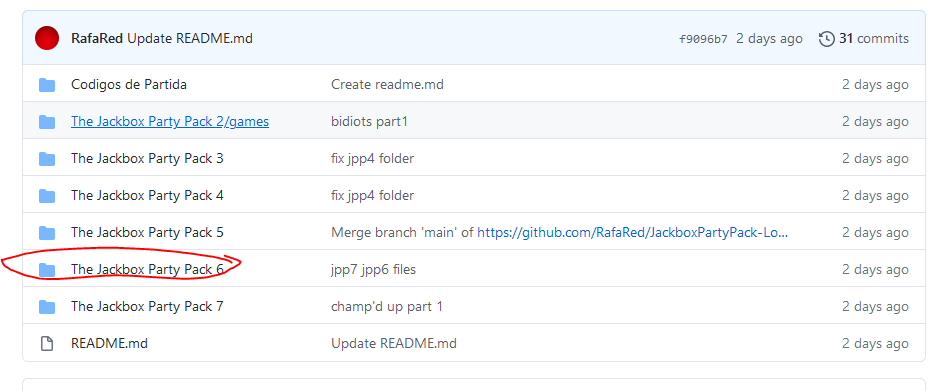 RafaRed Update README.md f9096b7 2 days ago 31 commits
Codigos de Partida Create readme.md 2 days ago
The Jackbox Party Pack 2/games bidiots part1 2 days ago
The Jackbox Party Pack 3 fix jpp4 folder 2 days ago
The Jackbox Party Pack 4 fix jpp4 folder 2 days ago
The Jackbox Party Pack 5 Merge branch 'main' of https://github.com/RafaRed/JackboxPartyPack-Lo... 2 days ago
The Jackbox Party Pack 6 jpp7 jpp6 files 2 days ago
The Jackbox Party Pack 7 champ'd up part 1 2 days ago
README.md Update README.md 2 days ago